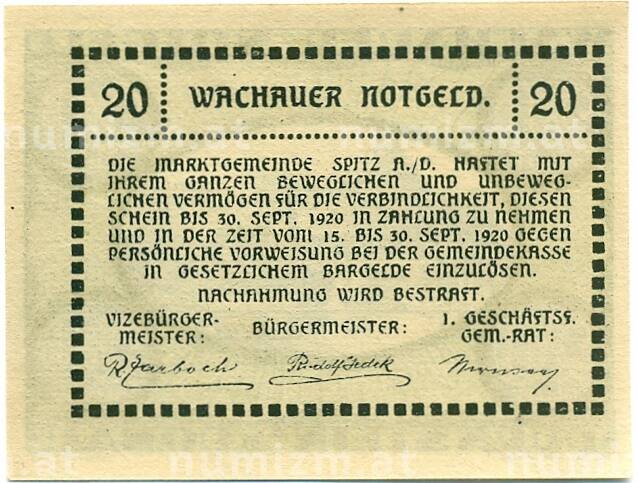 20 WACHAUER NOTGELD. 20
DIE MARKTGEMEINDE SPITZ A./D. HAFTET MIT
IHREM GANZEN BEWEGLICHEN UND UNBEWEG-
LICHEN VERMÖGEN FÜR DIE VERBINDLICHKEIT, DIESEN
SCHEIN BIS 30. SEPT. 1920 IN ZAHLUNG ZU NEHMEN
UND IN DER ZEIT VOM 15. BIS 30. SEPT. 1920 GEGEN
PERSÖNLICHE VORWEISUNG BEI DER GEMEINDEKASSE
IN GESETZLICHEM BARGELDE EINZULÖSEN.
NACHAHMUNG WIRD BESTRAFT.
VIZEBÜRGER-
MEISTER:
BÜRGERMEISTER:
1. GESCHÄFTSF.
GEM.-RAT:
Rudolf
numizm.at